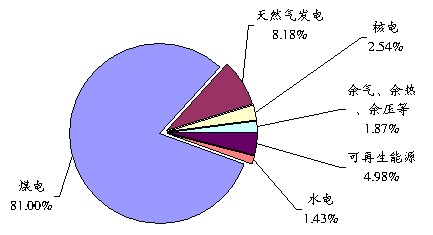 天然气发电
8.18%
核电
2.54%
余气、余热
、余压等
1.87%
可再生能源
4.98%
水电
1.43%
煤电
81.00%